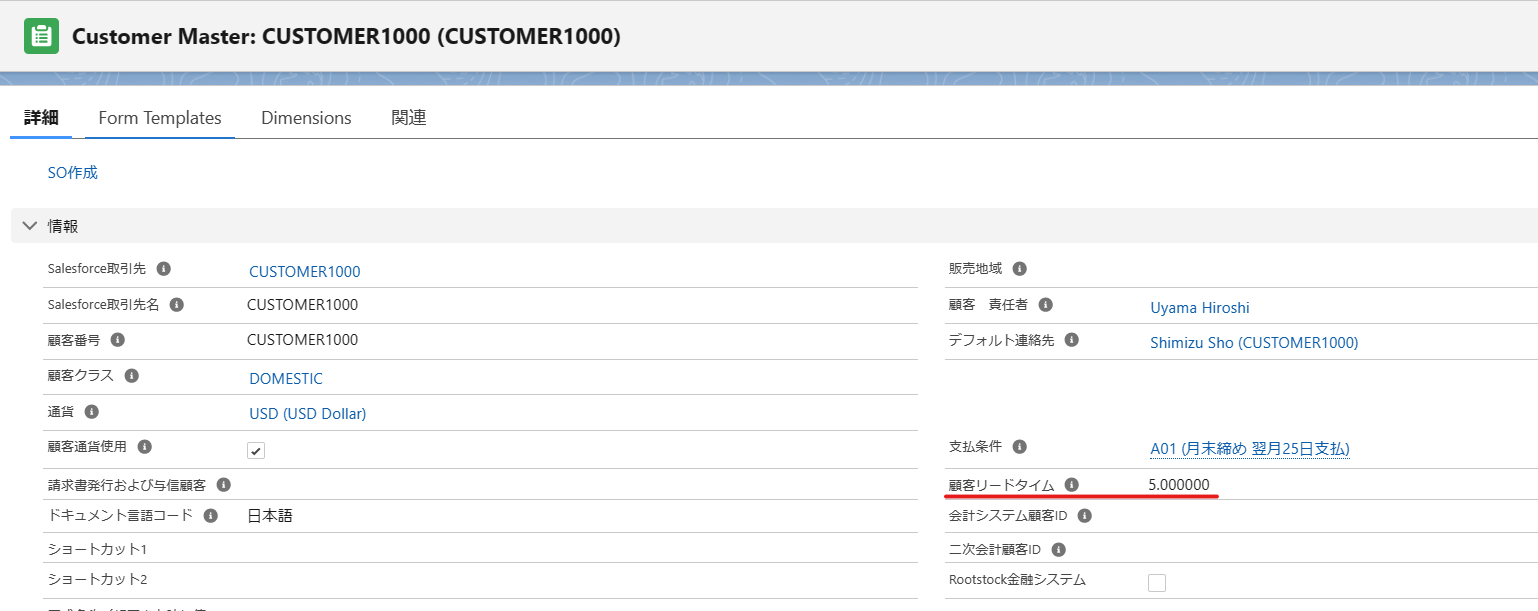 Customer Master: CUSTOMER1000 (CUSTOMER1000)
詳細 Form Templates Dimensions 関連
SO作成
情報
Salesforce取引先 CUSTOMER1000
Salesforce取引先名 CUSTOMER1000
顧客番号 CUSTOMER1000
顧客クラス DOMESTIC
通貨 USD (USD Dollar)
顧客通貨使用
請求書発行および与信顧客
ドキュメント言語コード 日本語
ショートカット1
ショートカット2
販売地域
顧客　責任者 Uyama Hiroshi
デフォルト連絡先 Shimizu Sho (CUSTOMER1000)
支払条件 A01 (月末締め 翌月25日支払)
顧客リードタイム 5.000000
会計システム顧客ID
二次会計顧客ID
Rootstock金融システム